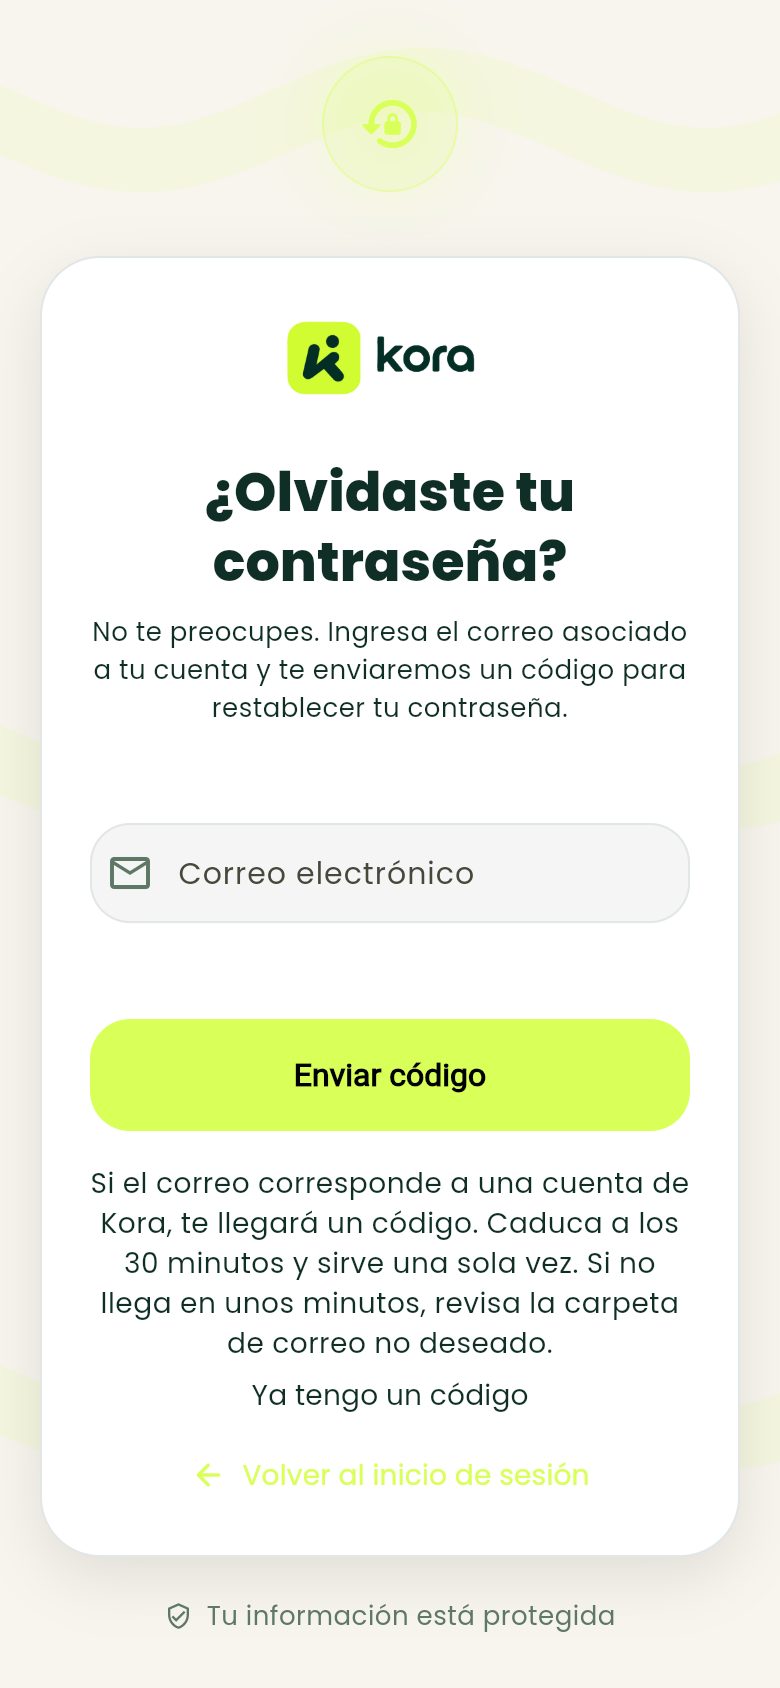 kora
¿Olvidaste tu
contraseña?
No te preocupes. Ingresa el correo asociado
a tu cuenta y te enviaremos un código para
restablecer tu contraseña.
Correo electrónico
Enviar código
Si el correo corresponde a una cuenta de
Kora, te llegará un código. Caduca a los
30 minutos y sirve una sola vez. Si no
llega en unos minutos, revisa la carpeta
de correo no deseado.
Ya tengo un código
Volver al inicio de sesión
Tu información está protegida